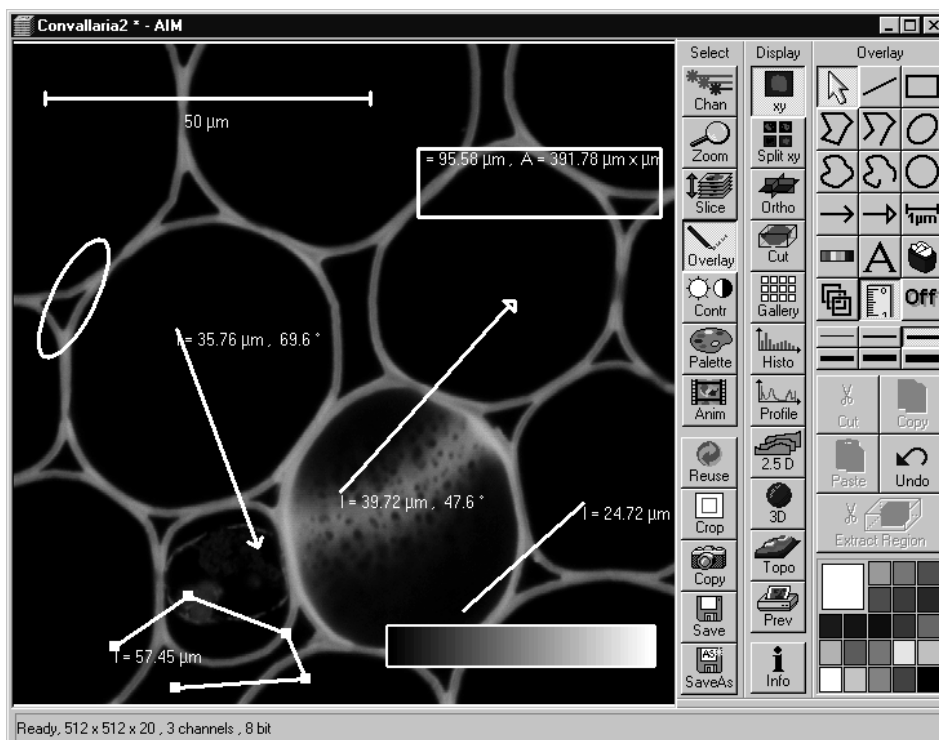 Convallaria2 * - AIM
Select
Display
Overlay
Chan
xy
Zoom
Split xy
Slice
Ortho
Overlay
Cut
Contr
Gallery
Palette
Histo
Anim
Profile
Reuse
2.5 D
Crop
3D
Copy
Topo
Save
Prev
AS
SaveAs
Info
1µm
A
Off
Cut
Copy
Paste
Undo
Extract Region
50 µm
= 95.58 µm , A = 391.78 µm x µm
l = 35.76 µm , 69.6 °
l = 39.72 µm , 47.6 °
l = 24.72 µm
l = 57.45 µm
Ready, 512 x 512 x 20 , 3 channels , 8 bit